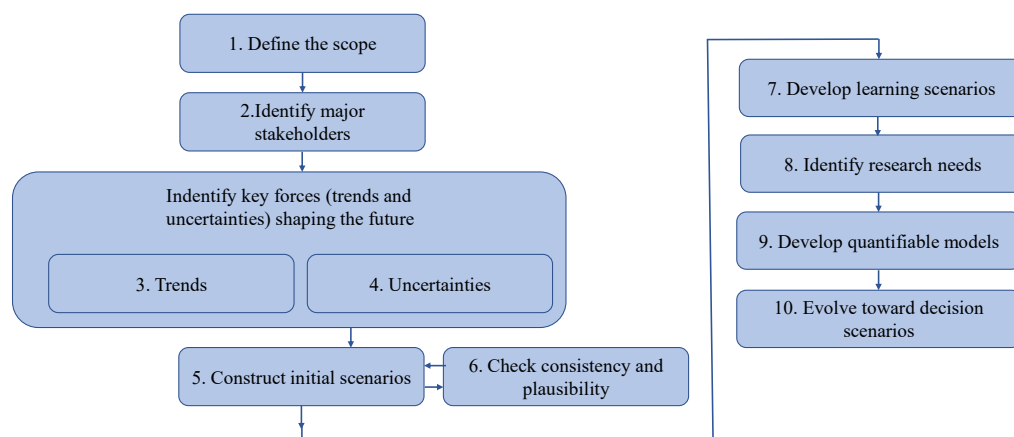 1. Define the scope
2.Identify major
stakeholders
Indentify key forces (trends and
uncertainties) shaping the future
3. Trends
4. Uncertainties
5. Construct initial scenarios
6. Check consistency and
plausibility
7. Develop learning scenarios
8. Identify research needs
9. Develop quantifiable models
10. Evolve toward decision
scenarios